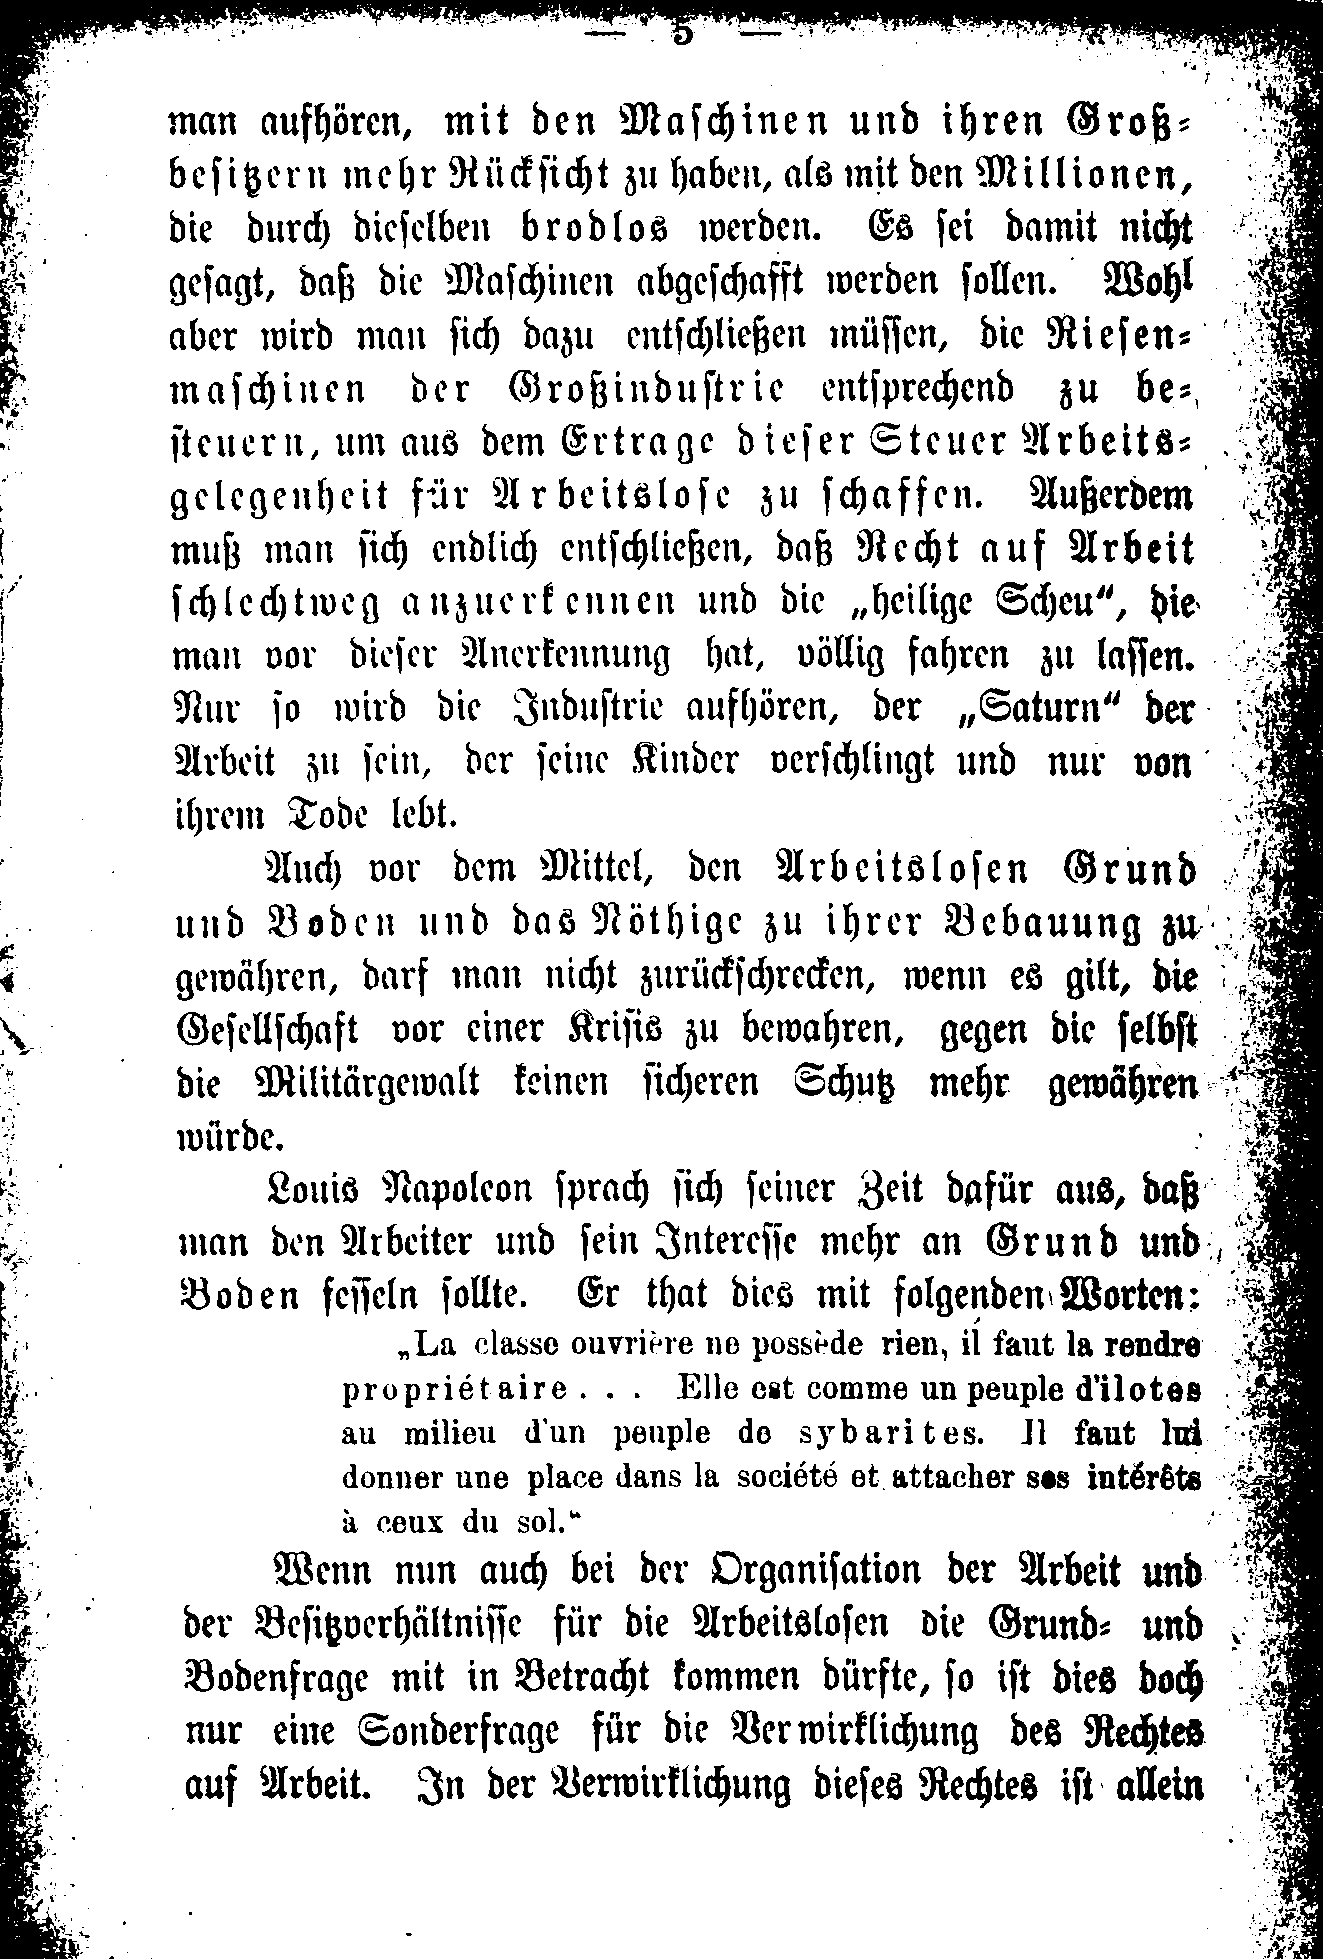 — 5 —
man aufhören, mit den Maschinen und ihren Groß-
besitzern mehr Rücksicht zu haben, als mit den Millionen,
die durch dieselben brodlos werden. Es sei damit nicht
gesagt, daß die Maschinen abgeschafft werden sollen. Wohl
aber wird man sich dazu entschließen müssen, die Riesen-
maschinen der Großindustrie entsprechend zu be-
steuern, um aus dem Ertrage dieser Steuer Arbeits-
gelegenheit für Arbeitslose zu schaffen. Außerdem
muß man sich endlich entschließen, daß Recht auf Arbeit
schlechtweg anzuerkennen und die „heilige Scheu“, die
man vor dieser Anerkennung hat, völlig fahren zu lassen.
Nur so wird die Industrie aufhören, der „Saturn“ der
Arbeit zu sein, der seine Kinder verschlingt und nur von
ihrem Tode lebt.
Auch vor dem Mittel, den Arbeitslosen Grund
und Boden und das Nöthige zu ihrer Bebauung zu
gewähren, darf man nicht zurückschrecken, wenn es gilt, die
Gesellschaft vor einer Krisis zu bewahren, gegen die selbst
die Militärgewalt keinen sicheren Schutz mehr gewähren
würde.
Louis Napoleon sprach sich seiner Zeit dafür aus, daß
man den Arbeiter und sein Interesse mehr an Grund und
Boden fesseln sollte. Er that dies mit folgenden Worten:
„La classe ouvrière ne possède rien, il faut la rendre
propriétaire . . . Elle est comme un peuple d'ilotes
au milieu d'un peuple de sybarites. Il faut lui
donner une place dans la société et attacher ses intérêts
à ceux du sol.“
Wenn nun auch bei der Organisation der Arbeit und
der Besitzverhältnisse für die Arbeitslosen die Grund- und
Bodenfrage mit in Betracht kommen dürfte, so ist dies doch
nur eine Sonderfrage für die Verwirklichung des Rechtes
auf Arbeit. In der Verwirklichung dieses Rechtes ist allein